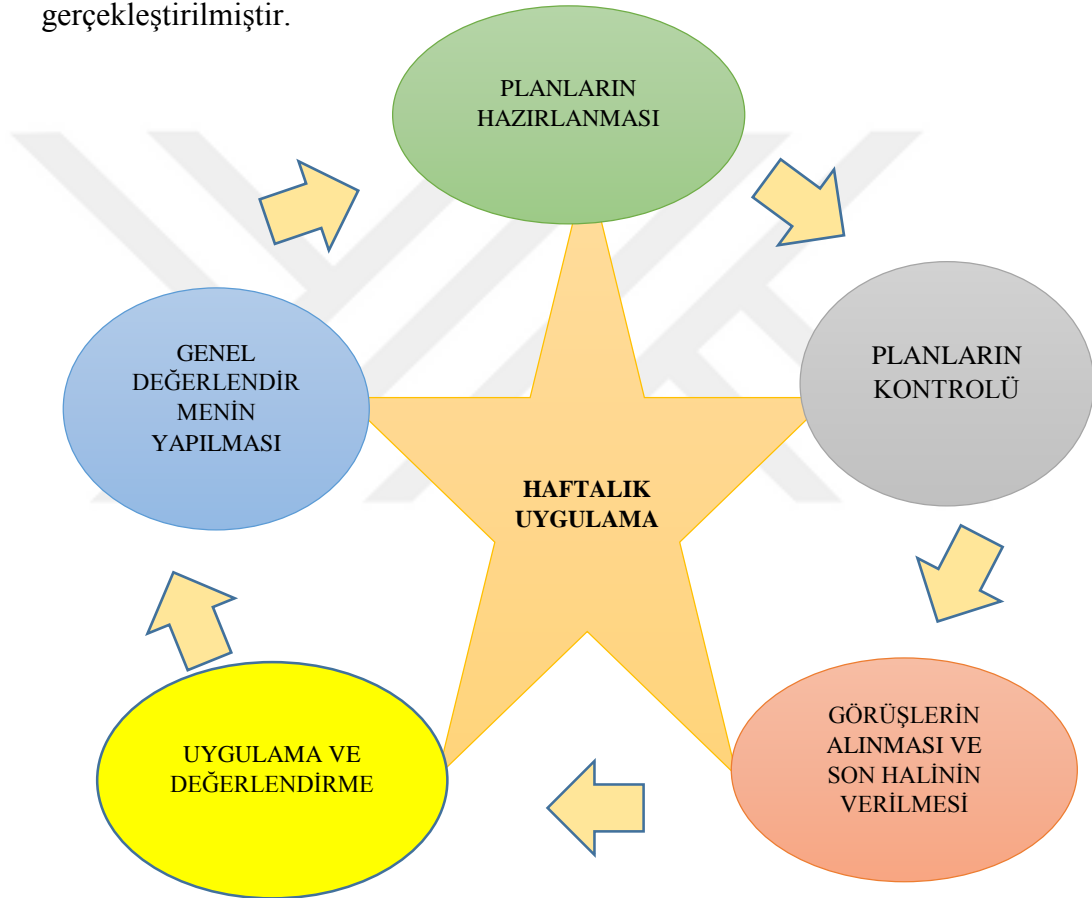 gerçekleştirilmiştir.
PLANLARIN
HAZIRLANMASI
PLANLARIN
KONTROLÜ
GÖRÜŞLERİN
ALINMASI VE
SON HALİNİN
VERİLMESİ
UYGULAMA VE
DEĞERLENDİRME
GENEL
DEĞERLENDİR
MENİN
YAPILMASI
HAFTALIK
UYGULAMA